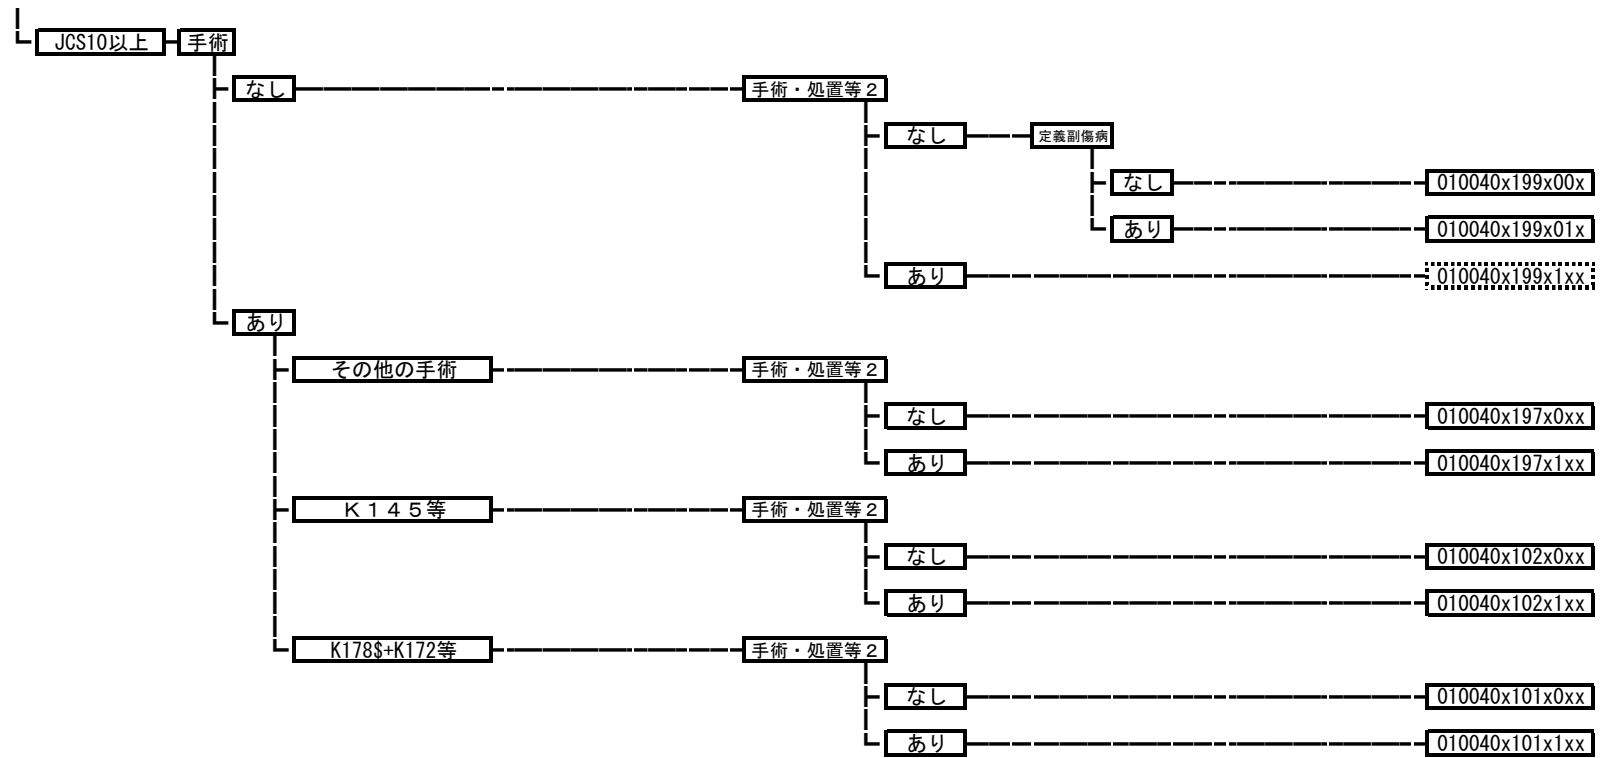 JCS10以上 手術
なし 手術・処置等２
なし 定義副傷病
なし 010040x199x00x
あり 010040x199x01x
あり 010040x199x1xx
あり
その他の手術 手術・処置等２
なし 010040x197x0xx
あり 010040x197x1xx
Ｋ１４５等 手術・処置等２
なし 010040x102x0xx
あり 010040x102x1xx
K178$+K172等 手術・処置等２
なし 010040x101x0xx
あり 010040x101x1xx